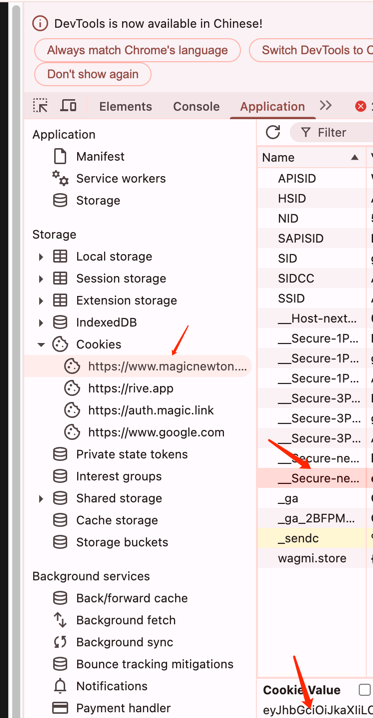 DevTools is now available in Chinese!
Always match Chrome's language
Switch DevTools to C
Don't show again
Elements
Console
Application
Filter
Application
Manifest
Service workers
Storage
Storage
Local storage
Session storage
Extension storage
IndexedDB
Cookies
https://www.magicnewton....
https://rive.app
https://auth.magic.link
https://www.google.com
Private state tokens
Interest groups
Shared storage
Cache storage
Storage buckets
Background services
Back/forward cache
Background fetch
Background sync
Bounce tracking mitigations
Notifications
Payment handler
Name
APISID
HSID
NID
SAPISID
SID
SIDCC
SSID
__Host-next...
__Secure-1P...
__Secure-1P...
__Secure-1P...
__Secure-3P...
__Secure-3P...
__Secure-3P...
__Secure-ne...
__Secure-ne...
_ga
_ga_2BFPM...
_sendc
wagmi.store
Cookie Value
eyJhbGciOiJkaXIiLC